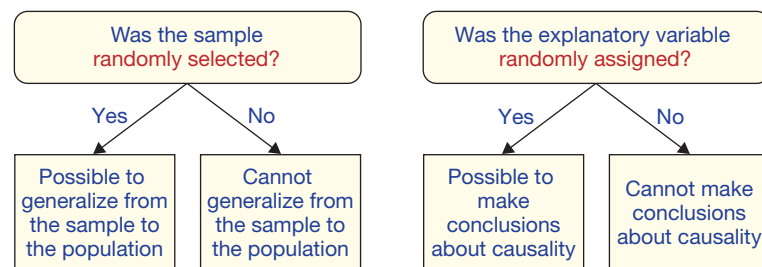 Was the sample
randomly selected?
Yes
No
Possible to
generalize from
the sample to
the population
Cannot
generalize from
the sample to
the population
Was the explanatory variable
randomly assigned?
Yes
No
Possible to
make
conclusions
about causality
Cannot make
conclusions
about causality